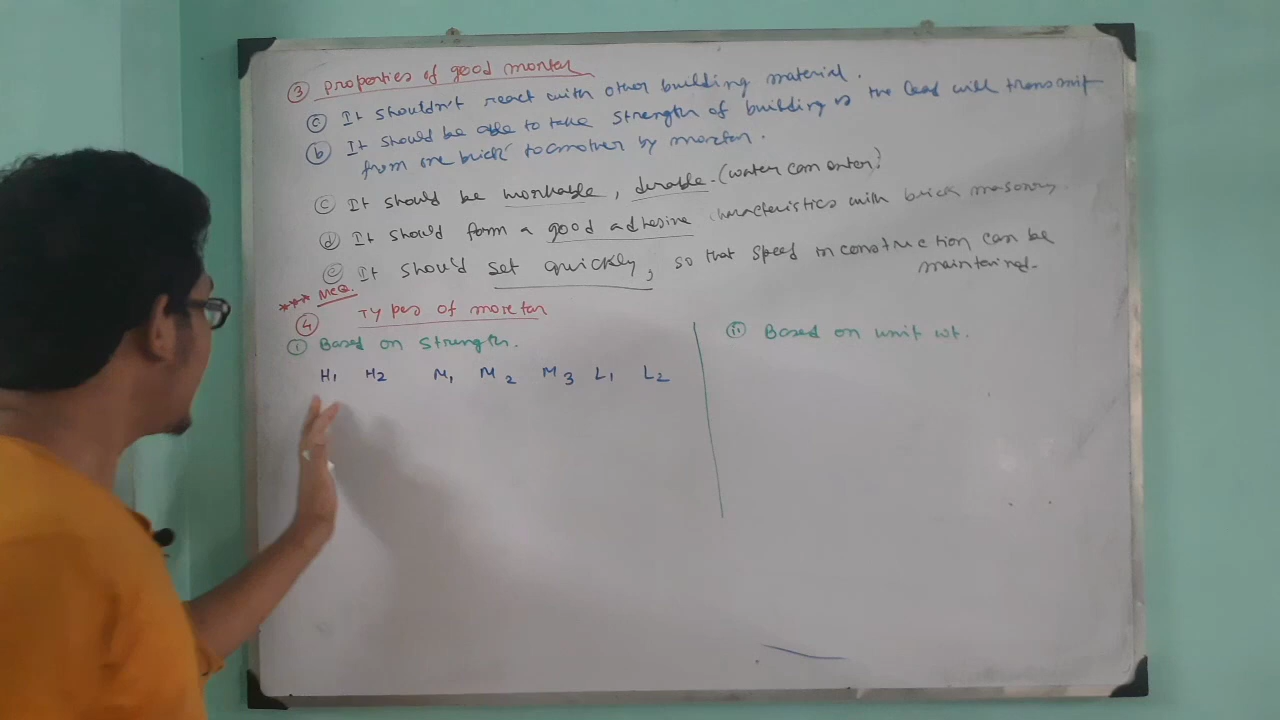 ③ Properties of good mortar
ⓐ It shouldn't react with other building material.
ⓑ It should be able to take strength of building as the load will transmit
from one brick to another by mortar.
ⓒ It should be workable, durable. (water can enter?)
ⓓ It should form a good adhesive characteristics with brick masonry.
ⓔ It should set quickly, so that speed in construction can be
maintained.
*** MCQ.
④ Types of moretar
ⓘ Based on strength.
H1 H2 M1 M2 M3 L1 L2
ⓘⓘ Based on unit wt.